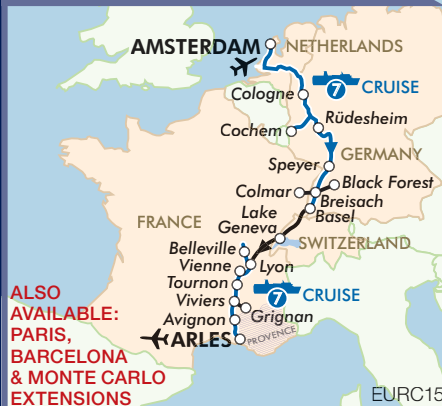 AMSTERDAM
NETHERLANDS
7 CRUISE
Cologne
Rüdesheim
Cochem
Speyer
GERMANY
Black Forest
Colmar
Breisach
Basel
Lake
Geneva
FRANCE
SWITZERLAND
Belleville
Vienne
Lyon
Tournon
7 CRUISE
Viviers
Grignan
Avignon
ARLES
PROVENCE
ALSO
AVAILABLE:
PARIS,
BARCELONA
& MONTE CARLO
EXTENSIONS
EURC15